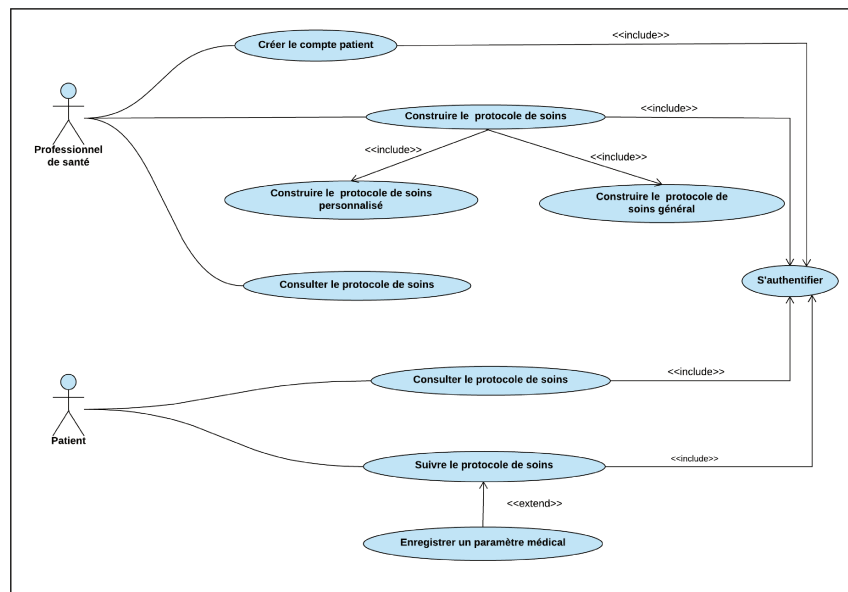 Créer le compte patient
<<include>>
Professionnel
de santé
Construire le protocole de soins
<<include>>
<<include>>
<<include>>
Construire le protocole de soins
personnalisé
Construire le protocole de
soins général
Consulter le protocole de soins
S'authentifier
Patient
Consulter le protocole de soins
<<include>>
Suivre le protocole de soins
<<include>>
<<extend>>
Enregistrer un paramètre médical